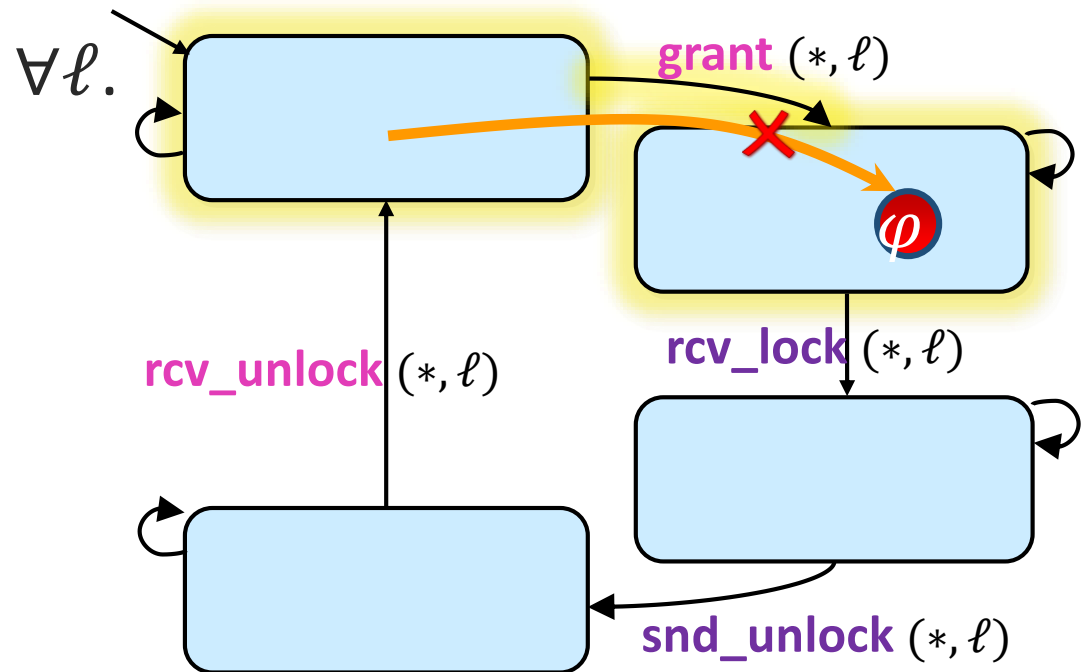 ∀ℓ.
grant (*, ℓ)
φ
rcv_unlock (*, ℓ)
rcv_lock (*, ℓ)
snd_unlock (*, ℓ)